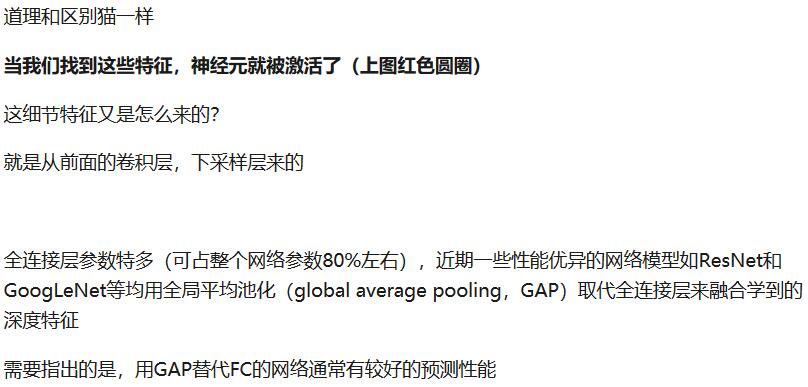 道理和区别猫一样
当我们找到这些特征，神经元就被激活了（上图红色圆圈）
这细节特征又是怎么来的？
就是从前面的卷积层，下采样层来的
全连接层参数特多（可占整个网络参数80%左右），近期一些性能优异的网络模型如ResNet和
GoogLeNet等均用全局平均池化（global average pooling，GAP）取代全连接层来融合学到的
深度特征
需要指出的是，用GAP替代FC的网络通常有较好的预测性能